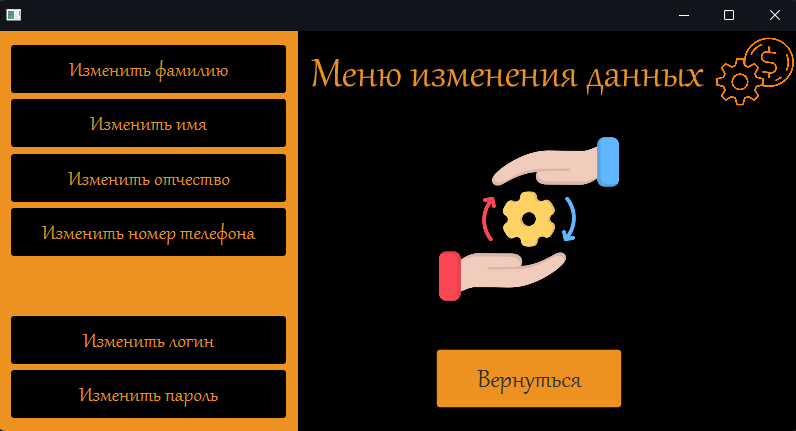 Изменить фамилию
Изменить имя
Изменить отчество
Изменить номер телефона
Изменить логин
Изменить пароль
Меню изменения данных
$
Вернуться